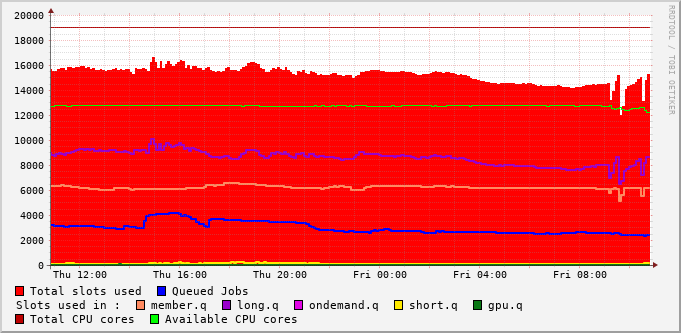 20000
18000
16000
14000
12000
10000
8000
6000
4000
2000
0
Thu 12:00 Thu 16:00 Thu 20:00 Fri 00:00 Fri 04:00 Fri 08:00
RRDTOOL / TOBI OETIKER
Total slots used Queued Jobs
Slots used in : member.q long.q ondemand.q short.q gpu.q
Total CPU cores Available CPU cores